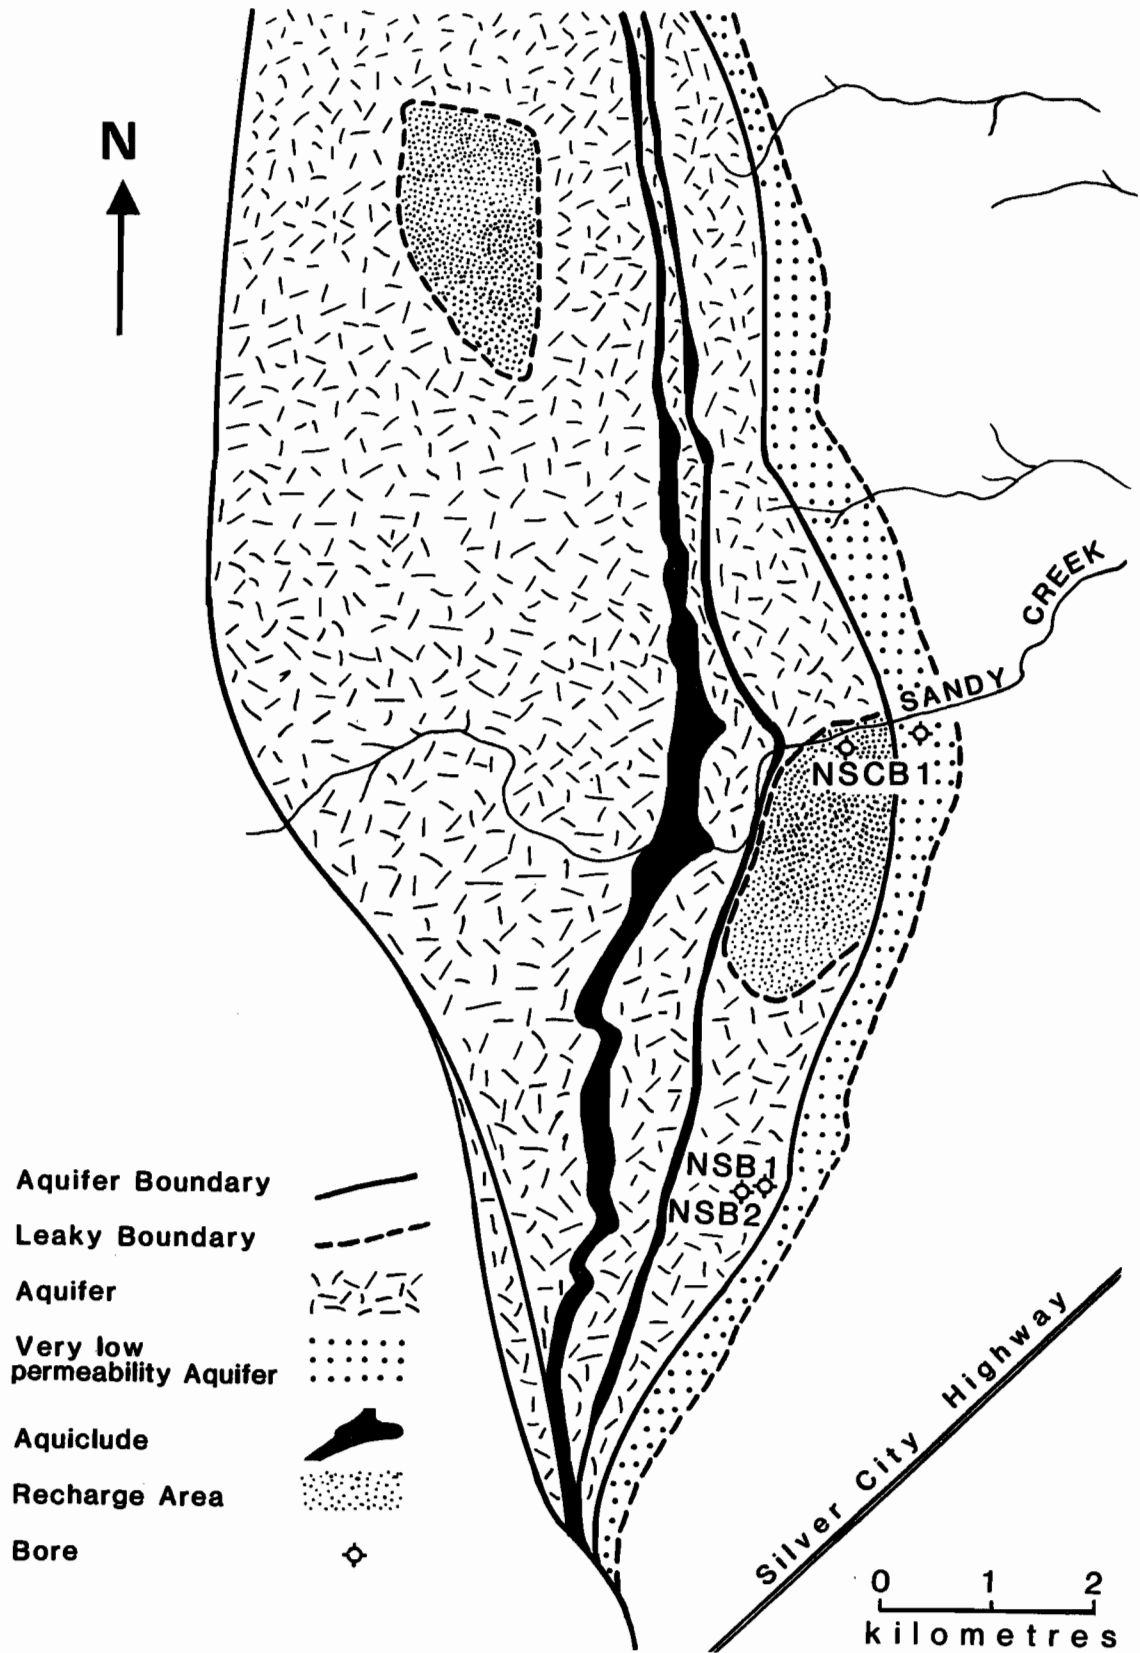 N
CREEK
SANDY
NSCB1
NSB1
NSB2
Aquifer Boundary
Leaky Boundary
Aquifer
Very low
permeability Aquifer
Aquiclude
Recharge Area
Bore
Silver City Highway
0 1 2
kilometres